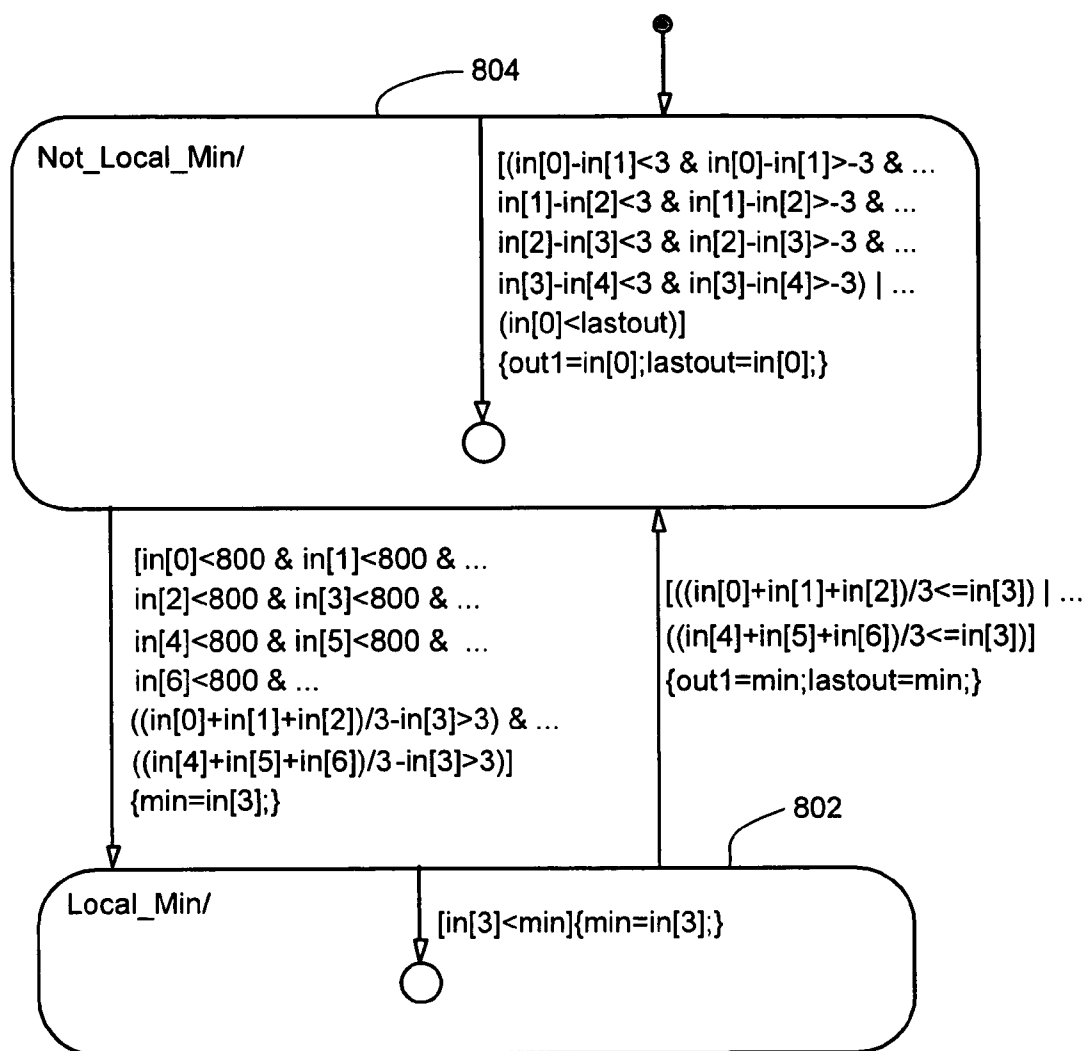 804
Not_Local_Min/
[(in[0]-in[1]<3 & in[0]-in[1]>-3 & ...
in[1]-in[2]<3 & in[1]-in[2]>-3 & ...
in[2]-in[3]<3 & in[2]-in[3]>-3 & ...
in[3]-in[4]<3 & in[3]-in[4]>-3) | ...
(in[0]<lastout)]
{out1=in[0];lastout=in[0];}
[in[0]<800 & in[1]<800 & ...
in[2]<800 & in[3]<800 & ...
in[4]<800 & in[5]<800 & ...
in[6]<800 & ...
((in[0]+in[1]+in[2])/3-in[3]>3) & ...
((in[4]+in[5]+in[6])/3-in[3]>3)]
{min=in[3];}
[((in[0]+in[1]+in[2])/3<=in[3]) | ...
((in[4]+in[5]+in[6])/3<=in[3])]
{out1=min;lastout=min;}
802
Local_Min/
[in[3]<min]{min=in[3];}